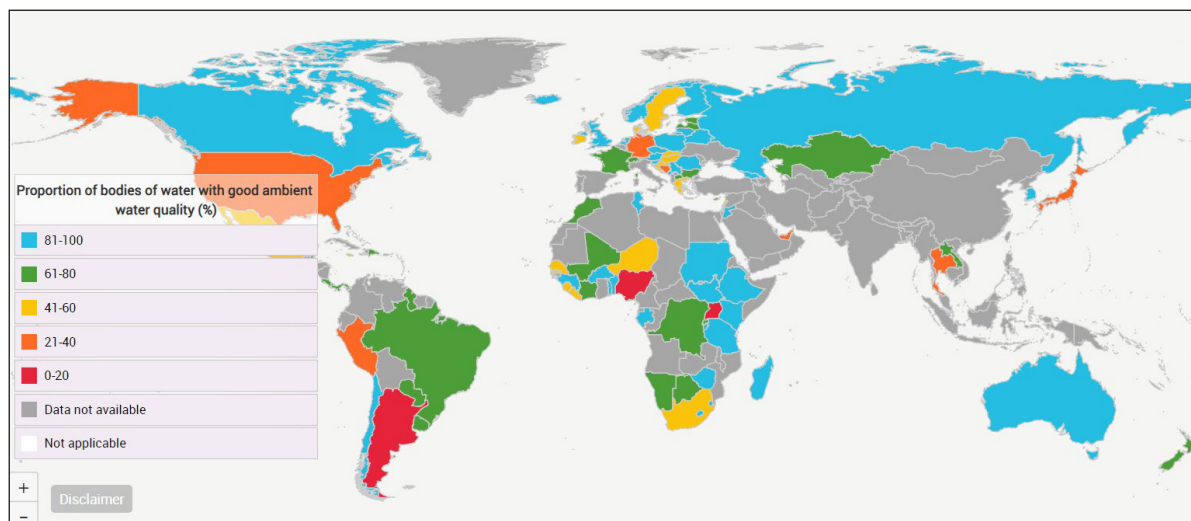 Proportion of bodies of water with good ambient
water quality (%)
81-100
61-80
41-60
21-40
0-20
Data not available
Not applicable
+
Disclaimer
−